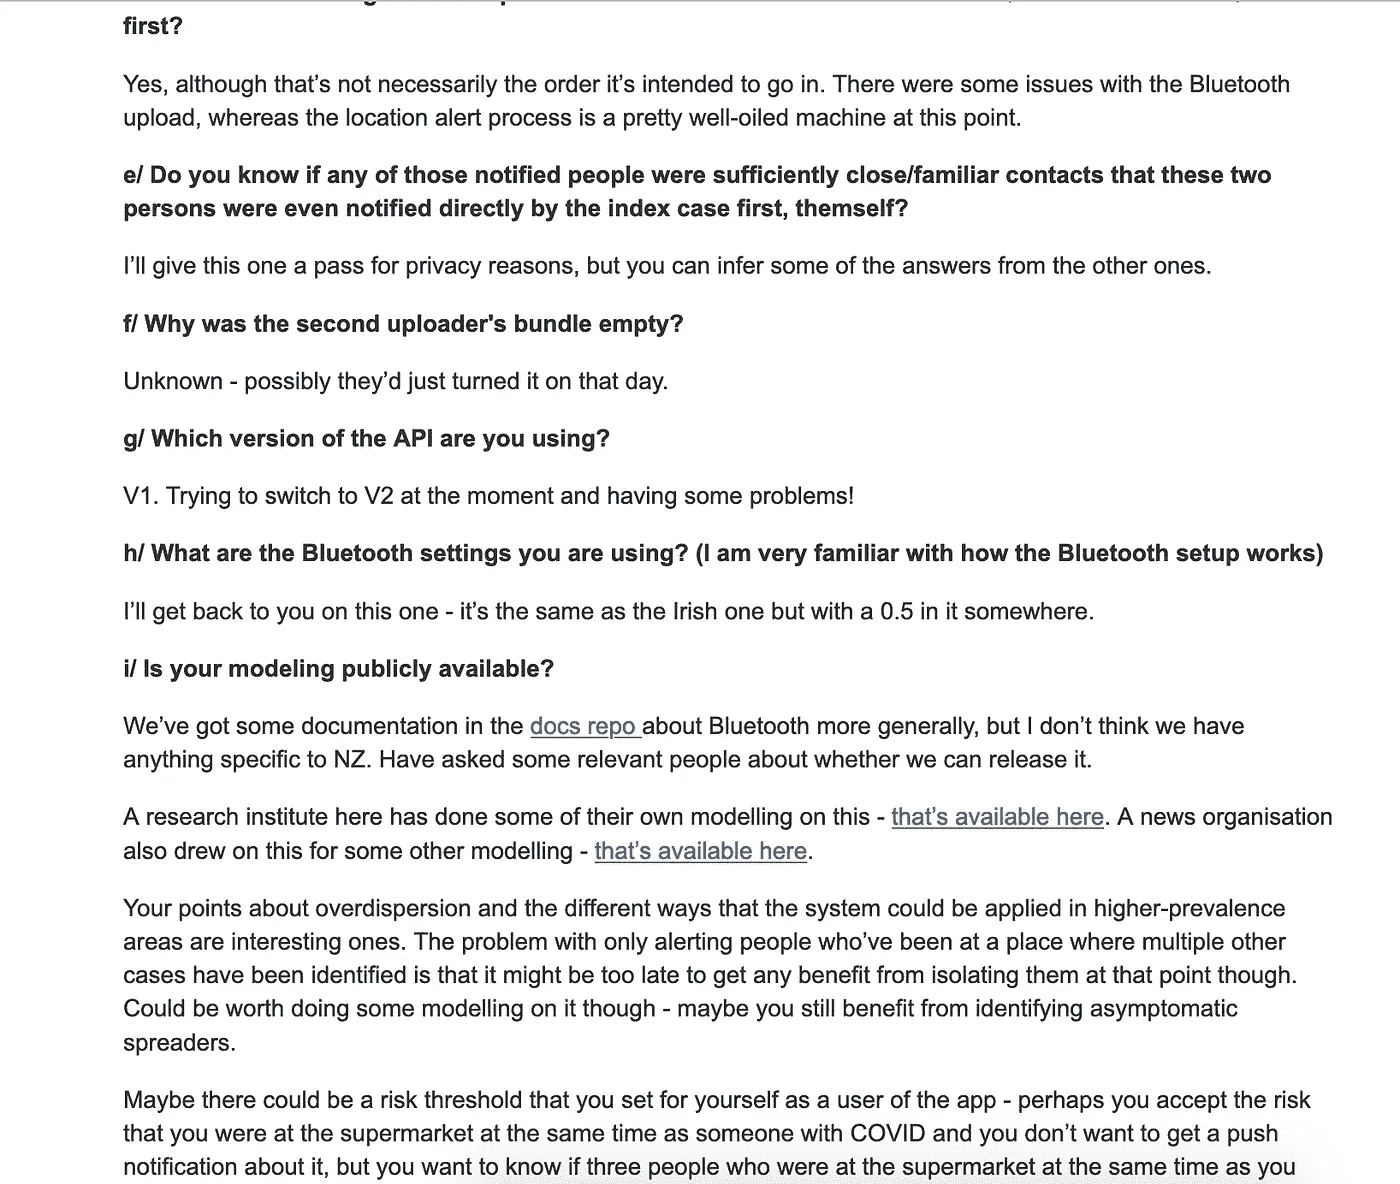 first?
Yes, although that’s not necessarily the order it’s intended to go in. There were some issues with the Bluetooth
upload, whereas the location alert process is a pretty well-oiled machine at this point.
e/ Do you know if any of those notified people were sufficiently close/familiar contacts that these two
persons were even notified directly by the index case first, themself?
I’ll give this one a pass for privacy reasons, but you can infer some of the answers from the other ones.
f/ Why was the second uploader's bundle empty?
Unknown - possibly they’d just turned it on that day.
g/ Which version of the API are you using?
V1. Trying to switch to V2 at the moment and having some problems!
h/ What are the Bluetooth settings you are using? (I am very familiar with how the Bluetooth setup works)
I’ll get back to you on this one - it’s the same as the Irish one but with a 0.5 in it somewhere.
i/ Is your modeling publicly available?
We’ve got some documentation in the docs repo about Bluetooth more generally, but I don’t think we have
anything specific to NZ. Have asked some relevant people about whether we can release it.
A research institute here has done some of their own modelling on this - that’s available here. A news organisation
also drew on this for some other modelling - that’s available here.
Your points about overdispersion and the different ways that the system could be applied in higher-prevalence
areas are interesting ones. The problem with only alerting people who’ve been at a place where multiple other
cases have been identified is that it might be too late to get any benefit from isolating them at that point though.
Could be worth doing some modelling on it though - maybe you still benefit from identifying asymptomatic
spreaders.
Maybe there could be a risk threshold that you set for yourself as a user of the app - perhaps you accept the risk
that you were at the supermarket at the same time as someone with COVID and you don’t want to get a push
notification about it, but you want to know if three people who were at the supermarket at the same time as you